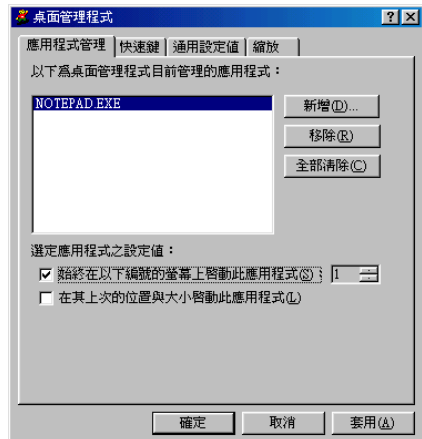 桌面管理程式
應用程式管理 快速鍵 通用設定值 縮放
以下為桌面管理程式目前管理的應用程式：
NOTEPAD.EXE
新增(D)...
移除(R)
全部清除(C)
選定應用程式之設定值：
始終在以下編號的螢幕上啓動此應用程式(S)： 1
在其上次的位置與大小啓動此應用程式(L)
確定 取消 套用(A)